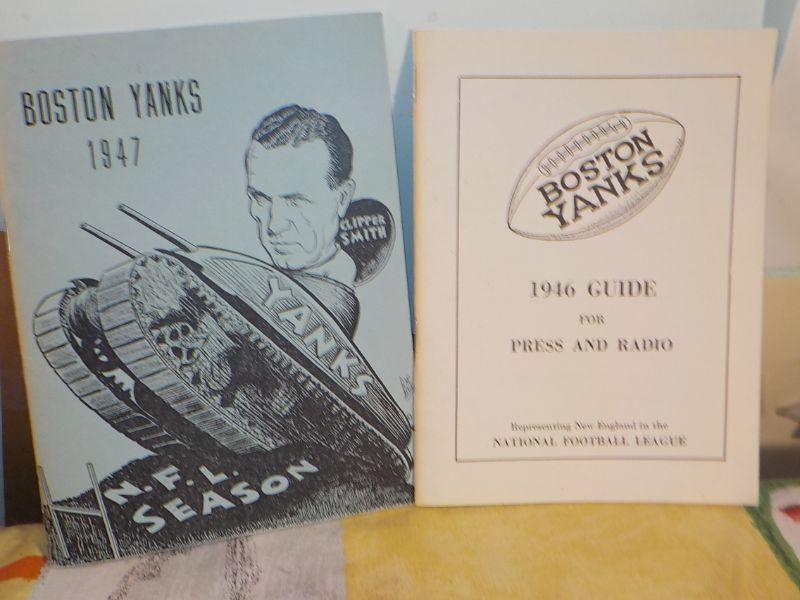 BOSTON YANKS
1947
CLIPPER
SMITH
YANKS
N.F.L.
SEASON
BOSTON
YANKS
1946 GUIDE
FOR
PRESS AND RADIO
Representing New England in the
NATIONAL FOOTBALL LEAGUE